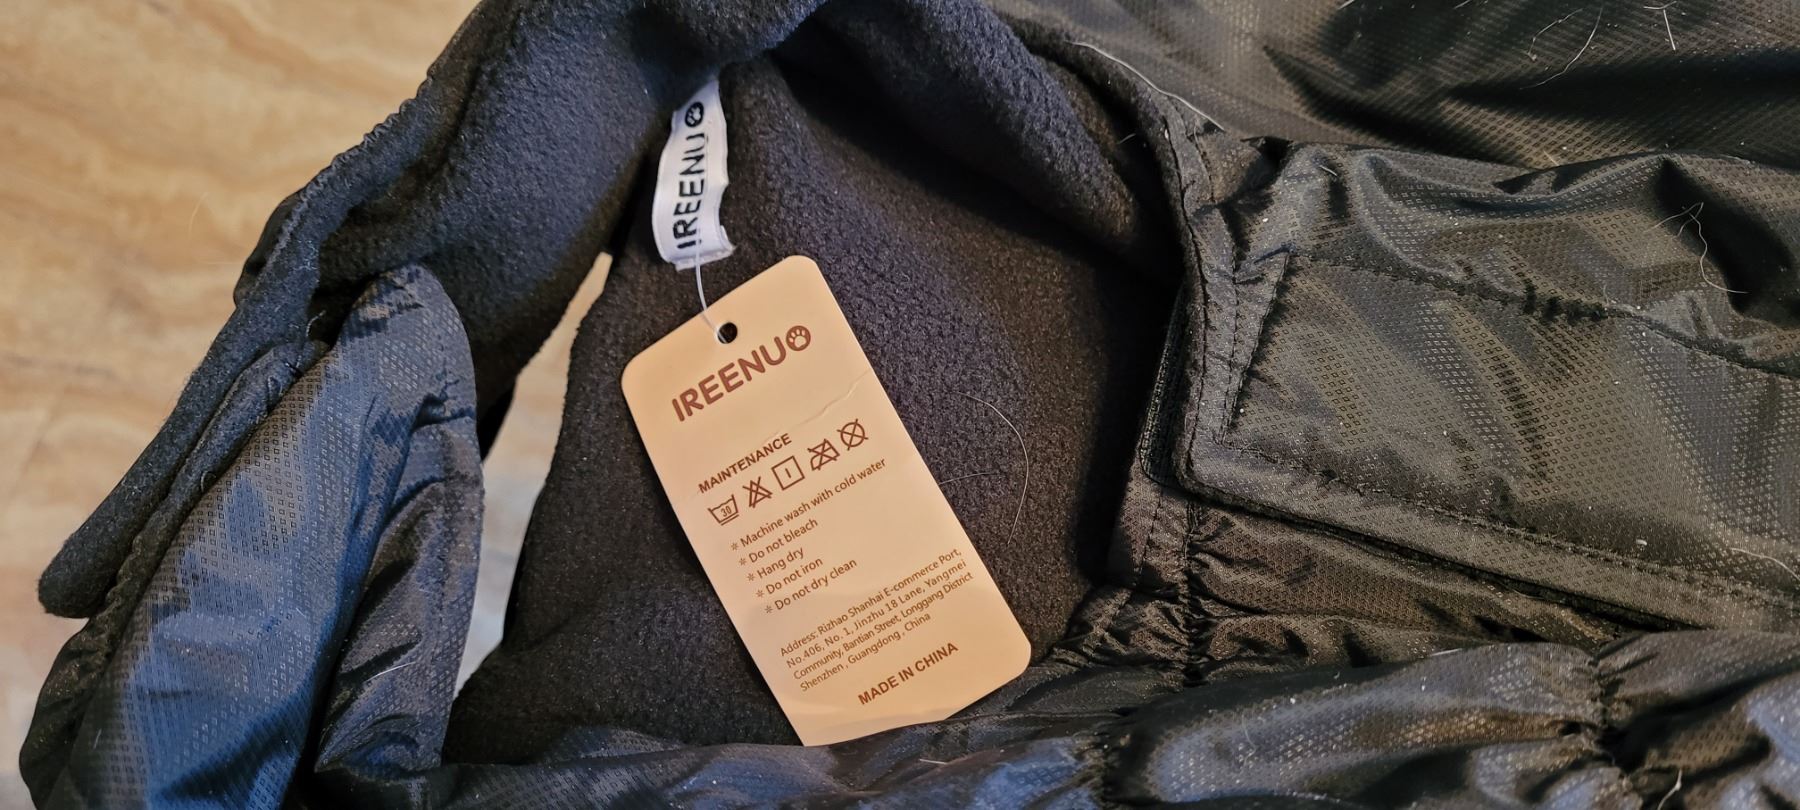 IREENUO
IREENUO
MAINTENANCE
30
* Machine wash with cold water
* Do not bleach
* Hang dry
* Do not iron
* Do not dry clean
Address: Rizhao Shanhai E-commerce Port,
No.406, No. 1, Jinzhu 18 Lane, Yangmei
Community, Bantian Street, Longgang District
Shenzhen, Guangdong, China
MADE IN CHINA